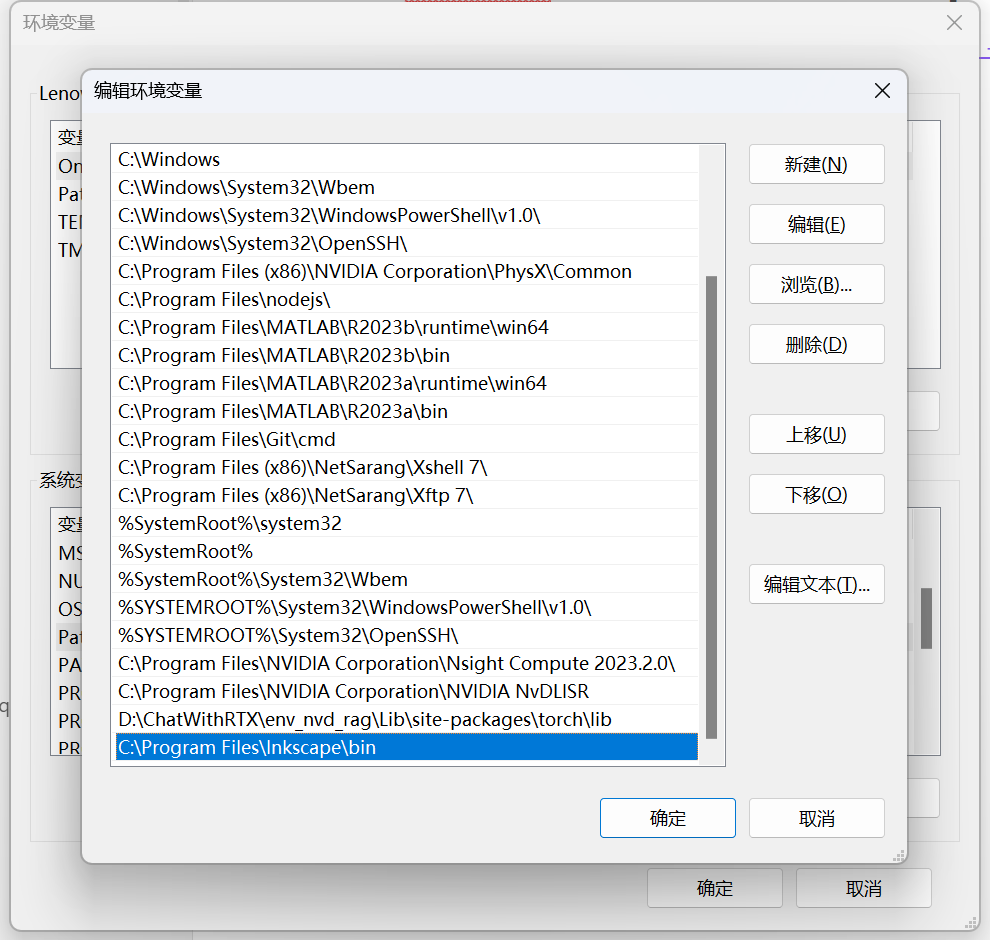 环境变量
编辑环境变量
Leno
变量
On
Pat
TE
TM
系统变
变量
MS
NU
OS
Pat
PA
PR
PR
PR
C:\Windows
C:\Windows\System32\Wbem
C:\Windows\System32\WindowsPowerShell\v1.0\
C:\Windows\System32\OpenSSH\
C:\Program Files (x86)\NVIDIA Corporation\PhysX\Common
C:\Program Files\nodejs\
C:\Program Files\MATLAB\R2023b\runtime\win64
C:\Program Files\MATLAB\R2023b\bin
C:\Program Files\MATLAB\R2023a\runtime\win64
C:\Program Files\MATLAB\R2023a\bin
C:\Program Files\Git\cmd
C:\Program Files (x86)\NetSarang\Xshell 7\
C:\Program Files (x86)\NetSarang\Xftp 7\
%SystemRoot%\system32
%SystemRoot%
%SystemRoot%\System32\Wbem
%SYSTEMROOT%\System32\WindowsPowerShell\v1.0\
%SYSTEMROOT%\System32\OpenSSH\
C:\Program Files\NVIDIA Corporation\Nsight Compute 2023.2.0\
C:\Program Files\NVIDIA Corporation\NVIDIA NvDLISR
D:\ChatWithRTX\env_nvd_rag\Lib\site-packages\torch\lib
C:\Program Files\Inkscape\bin
新建(N)
编辑(E)
浏览(B)...
删除(D)
上移(U)
下移(O)
编辑文本(T)...
确定
取消
确定
取消